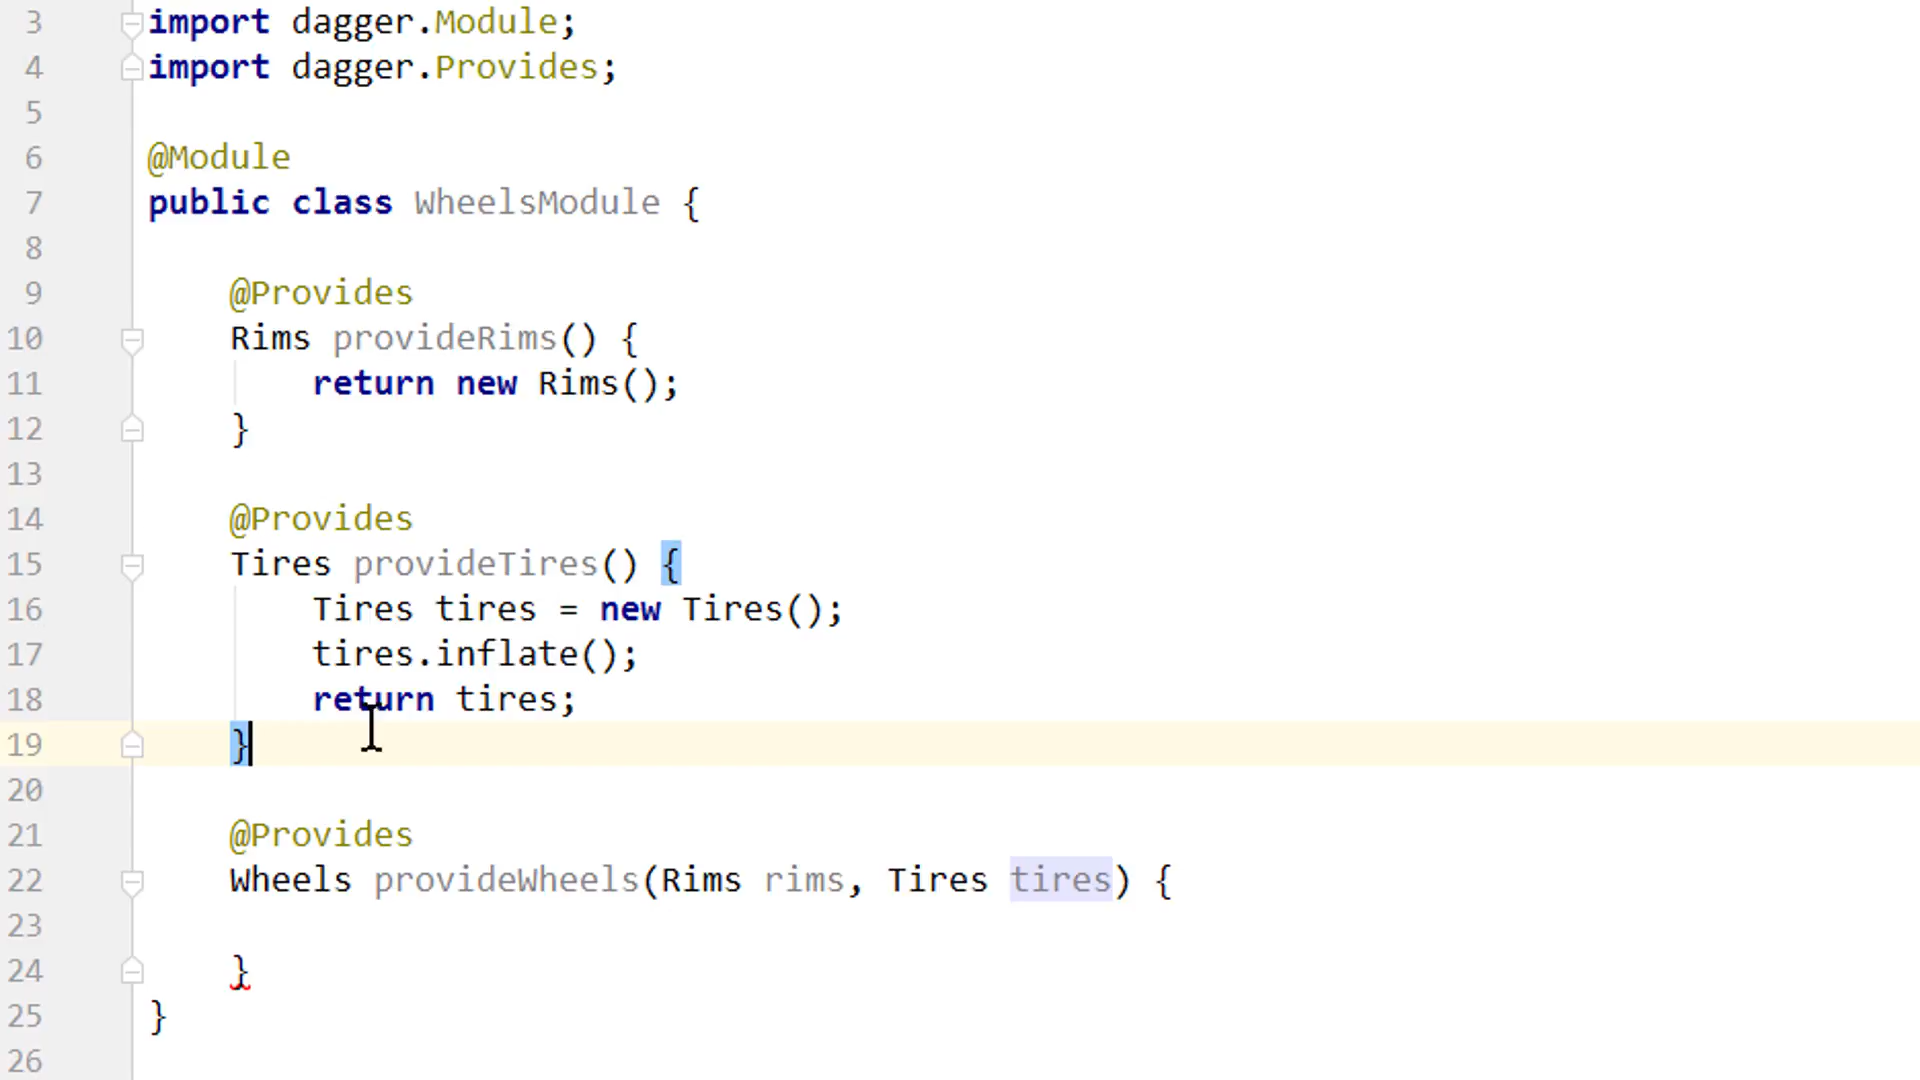 3 import dagger.Module;
4 import dagger.Provides;
5
6 @Module
7 public class WheelsModule {
8
9 @Provides
10 Rims provideRims() {
11 return new Rims();
12 }
13
14 @Provides
15 Tires provideTires() {
16 Tires tires = new Tires();
17 tires.inflate();
18 return tires;
19 }
20
21 @Provides
22 Wheels provideWheels(Rims rims, Tires tires) {
23
24 }
25 }
26